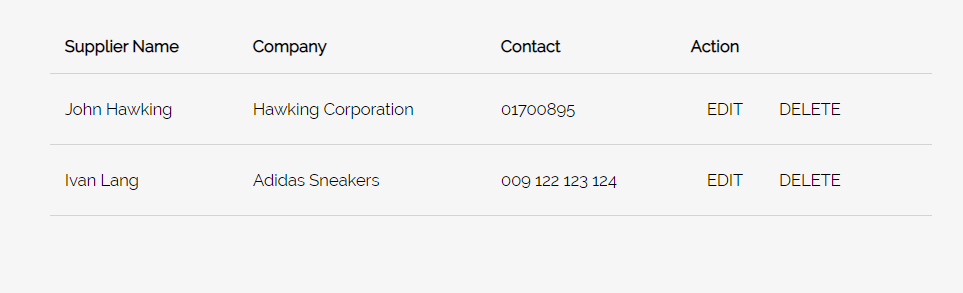 Supplier Name Company Contact Action
John Hawking Hawking Corporation 01700895 EDIT DELETE
Ivan Lang Adidas Sneakers 009 122 123 124 EDIT DELETE